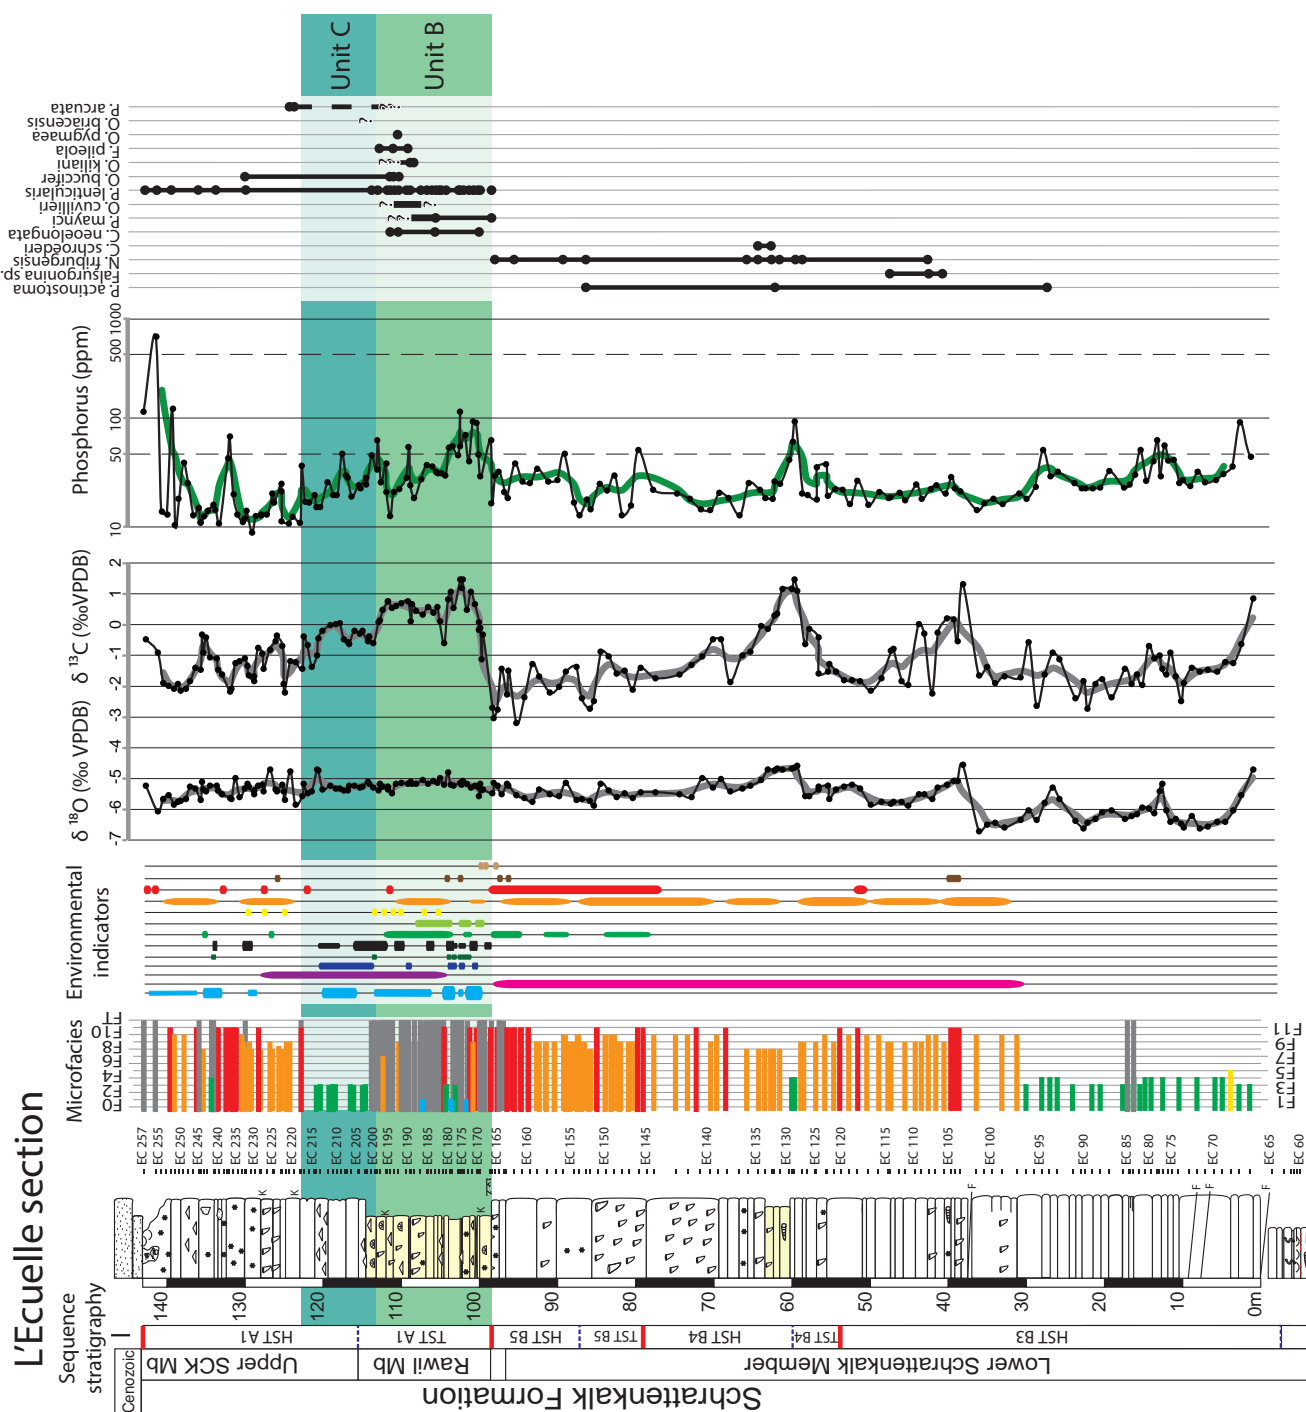 L'Ecuelle section
Unit C
Unit B
P. arcuata
O. briacensis
O. pygmaea
F. pileola
O. kiliani
O. buccifer
P. lenticularis
O. cuvillieri
P. maynci
C. neoelongata
C. schroederi
N. friburgensis
Falsurgonina sp.
P. actinostoma
Phosphorus (ppm)
1000
500
100
50
10
δ 13C (‰VPDB)
2
1
0
-1
-2
-3
δ 18O (‰ VPDB)
-4
-5
-6
-7
Environmental
indicators
Microfacies
F11
F10
F9
F8
F7
F6
F5
F4
F3
F2
F1
F0
EC 257
EC 255
EC 250
EC 245
EC 240
EC 235
EC 230
EC 225
EC 220
EC 215
EC 210
EC 205
EC 200
EC 195
EC 190
EC 185
EC 180
EC 175
EC 170
EC 165
EC 160
EC 155
EC 150
EC 145
EC 140
EC 135
EC 130
EC 125
EC 120
EC 115
EC 110
EC 105
EC 100
EC 95
EC 90
EC 85
EC 80
EC 75
EC 70
EC 65
EC 60
K
K
K
K
F
F
F
F
140
130
120
110
100
90
80
70
60
50
40
30
20
10
0m
Sequence
stratigraphy
HST A1
TST A1
HST B5
TST B5
HST B4
TST B4
HST B3
Cenozoic
Upper SCK Mb
Rawil Mb
Lower Schrattenkalk Member
Schrattenkalk Formation